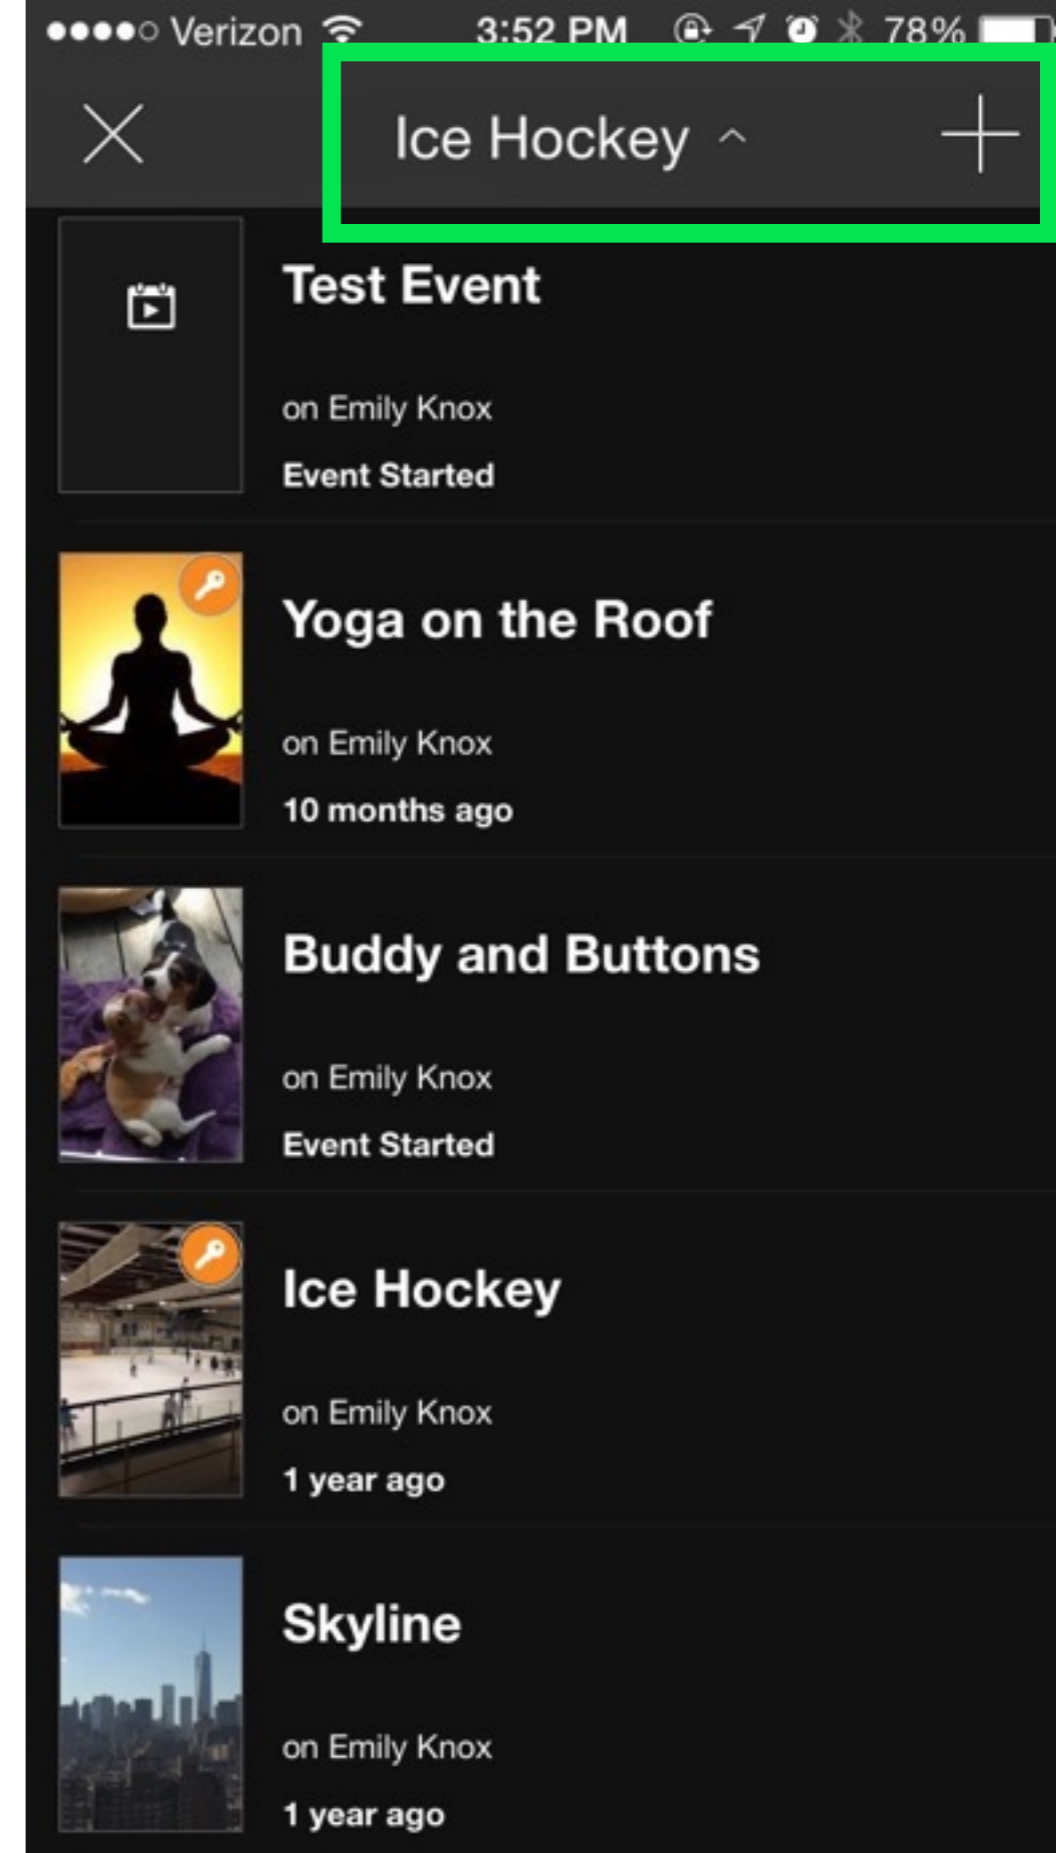 Verizon 3:52 PM 78%
Ice Hockey
Test Event
on Emily Knox
Event Started
Yoga on the Roof
on Emily Knox
10 months ago
Buddy and Buttons
on Emily Knox
Event Started
Ice Hockey
on Emily Knox
1 year ago
Skyline
on Emily Knox
1 year ago